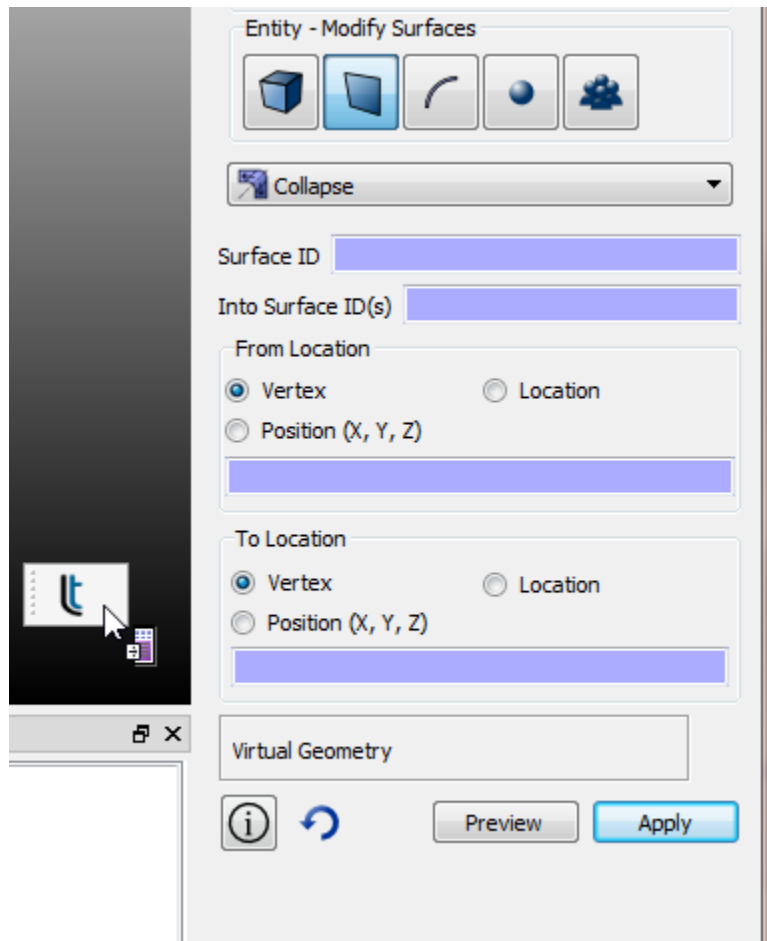 Entity - Modify Surfaces
Collapse
Surface ID
Into Surface ID(s)
From Location
Vertex
Location
Position (X, Y, Z)
To Location
Vertex
Location
Position (X, Y, Z)
Virtual Geometry
Preview
Apply